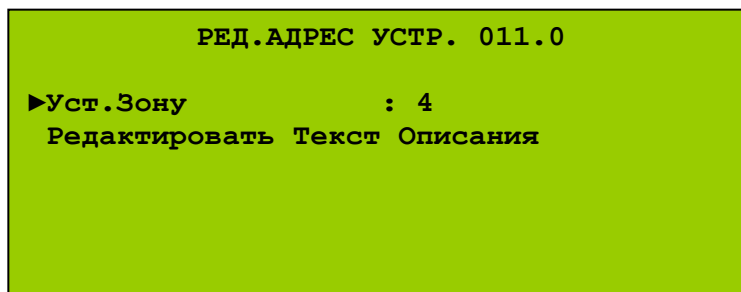 РЕД.АДРЕС УСТР. 011.0
►Уст.Зону : 4
Редактировать Текст Описания